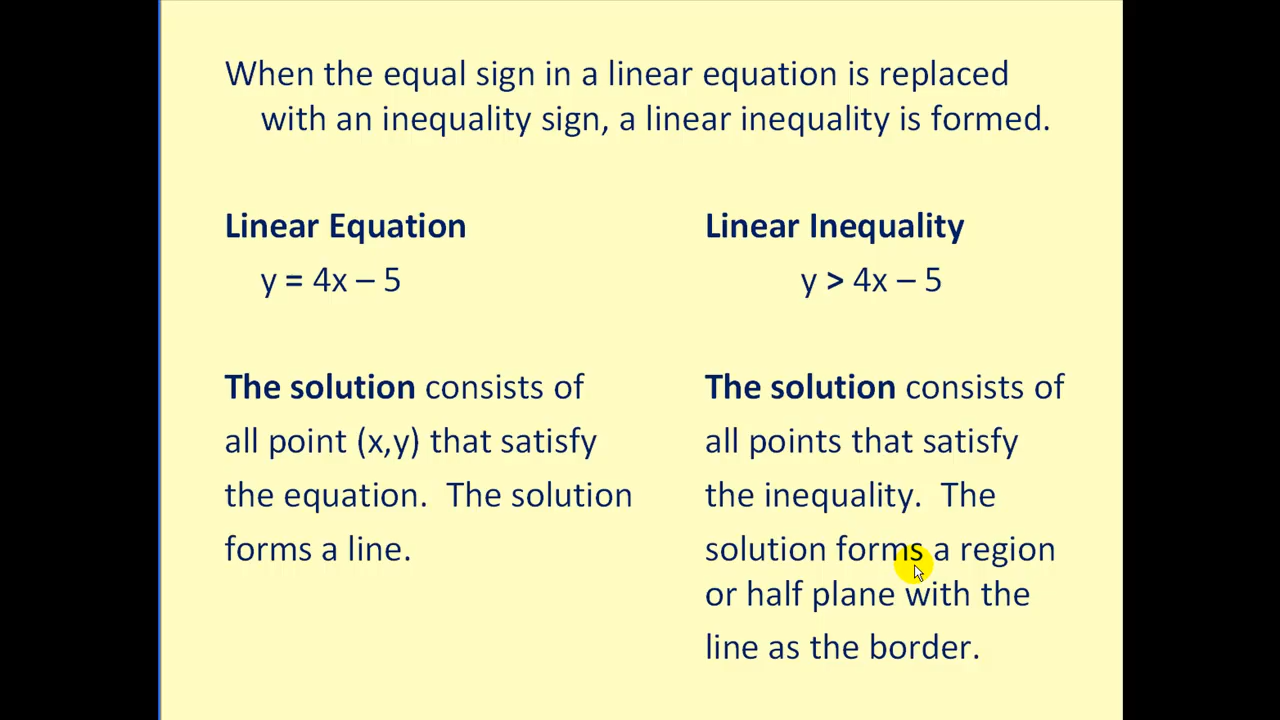 When the equal sign in a linear equation is replaced
with an inequality sign, a linear inequality is formed.
Linear Equation
y = 4x – 5
The solution consists of
all point (x,y) that satisfy
the equation.  The solution
forms a line.
Linear Inequality
y > 4x – 5
The solution consists of
all points that satisfy
the inequality.  The
solution forms a region
or half plane with the
line as the border.